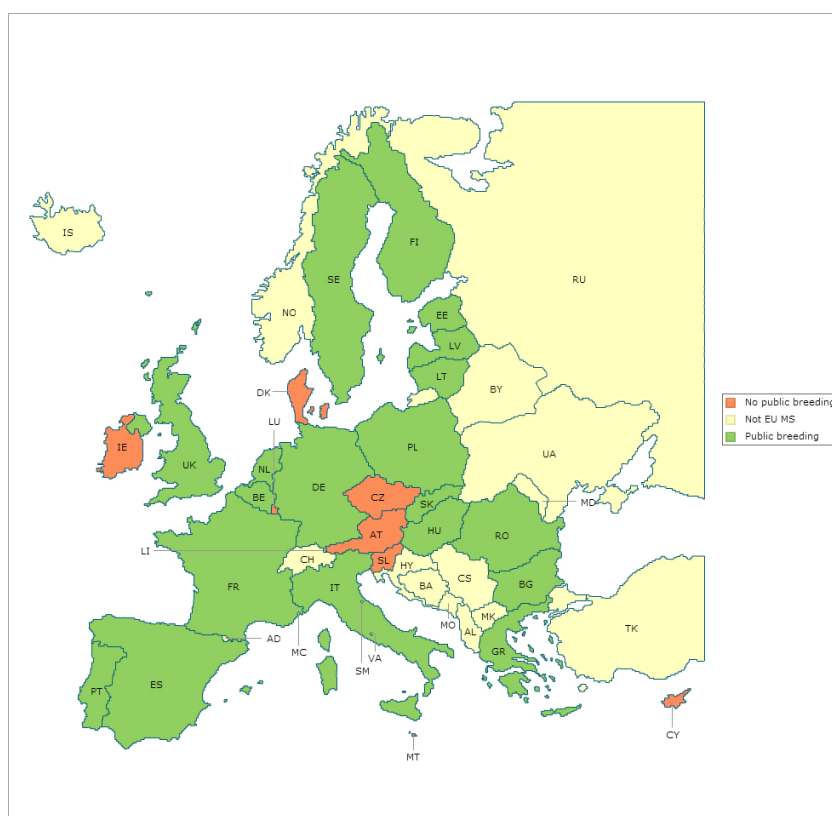 IS
RU
FI
SE
NO
EE
LV
LT
BY
DK
No public breeding
Not EU MS
Public breeding
LU
IE
PL
UA
UK
NL
DE
BE
CZ
SK
MD
AT
HU
RO
LI
CH
SL
HY
CS
FR
IT
BA
BG
MK
MO
AL
TK
AD
MC
VA
SM
GR
PT
ES
CY
MT